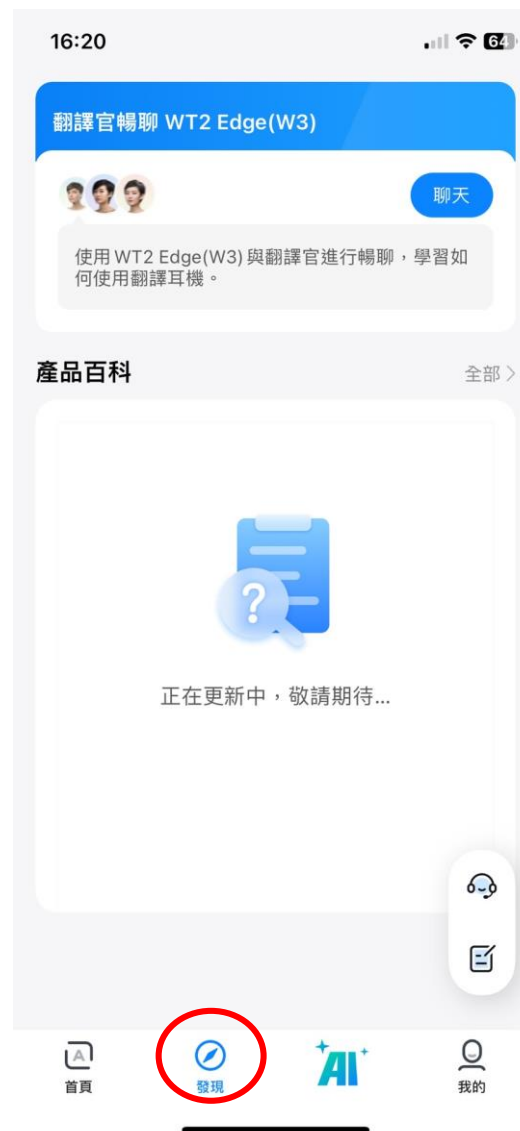 16:20
64
翻譯官暢聊 WT2 Edge(W3)
聊天
使用 WT2 Edge(W3) 與翻譯官進行暢聊，學習如
何使用翻譯耳機。
產品百科
全部
?
正在更新中，敬請期待...
A
AI
首頁
發現
我的